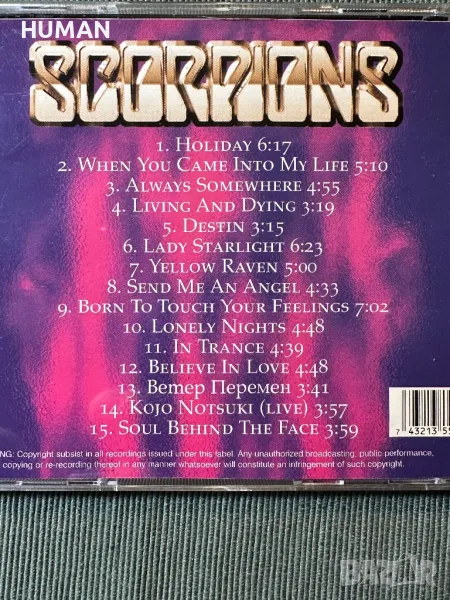 HUMAN
SCORPIONS
1. HOLIDAY 6:17
2. WHEN YOU CAME INTO MY LIFE 5:10
3. ALWAYS SOMEWHERE 4:55
4. LIVING AND DYING 3:19
5. DESTIN 3:15
6. LADY STARLIGHT 6:23
7. YELLOW RAVEN 5:00
8. SEND ME AN ANGEL 4:33
9. BORN TO TOUCH YOUR FEELINGS 7:02
10. LONELY NIGHTS 4:48
11. IN TRANCE 4:39
12. BELIEVE IN LOVE 4:48
13. ВЕТЕР ПЕРЕМЕН 3:41
14. KOJO NOTSUKI (LIVE) 3:57
15. SOUL BEHIND THE FACE 3:59
7 43213 55
NG: Copyright subsist in all recordings issued under this label. Any unauthorized broadcasting, public performance,
copying or re-recording thereof in any manner whatsoever will constitute an infringement of such copyright.
BAZAR